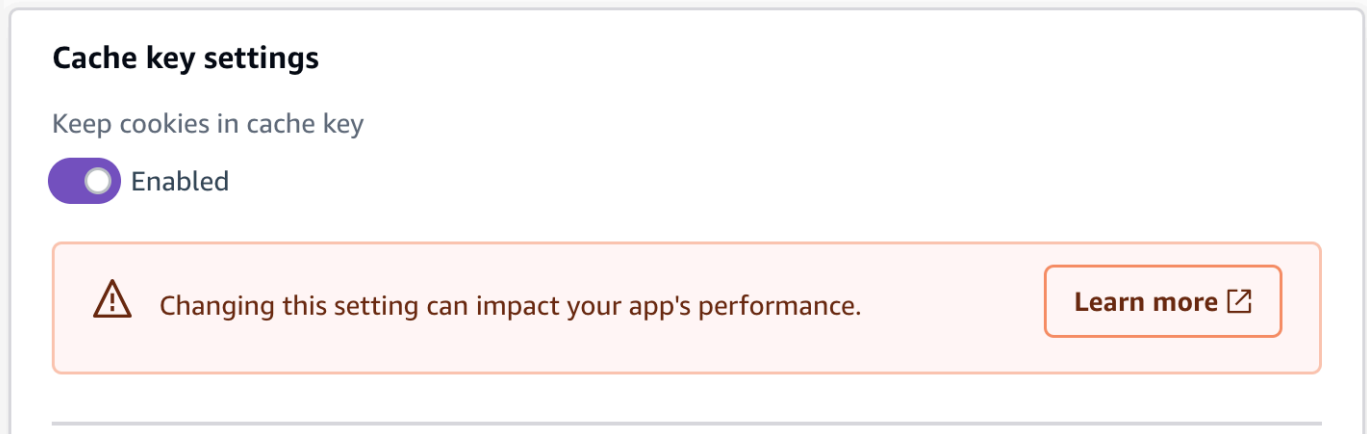 Cache key settings
Keep cookies in cache key
Enabled
Changing this setting can impact your app's performance.
Learn more